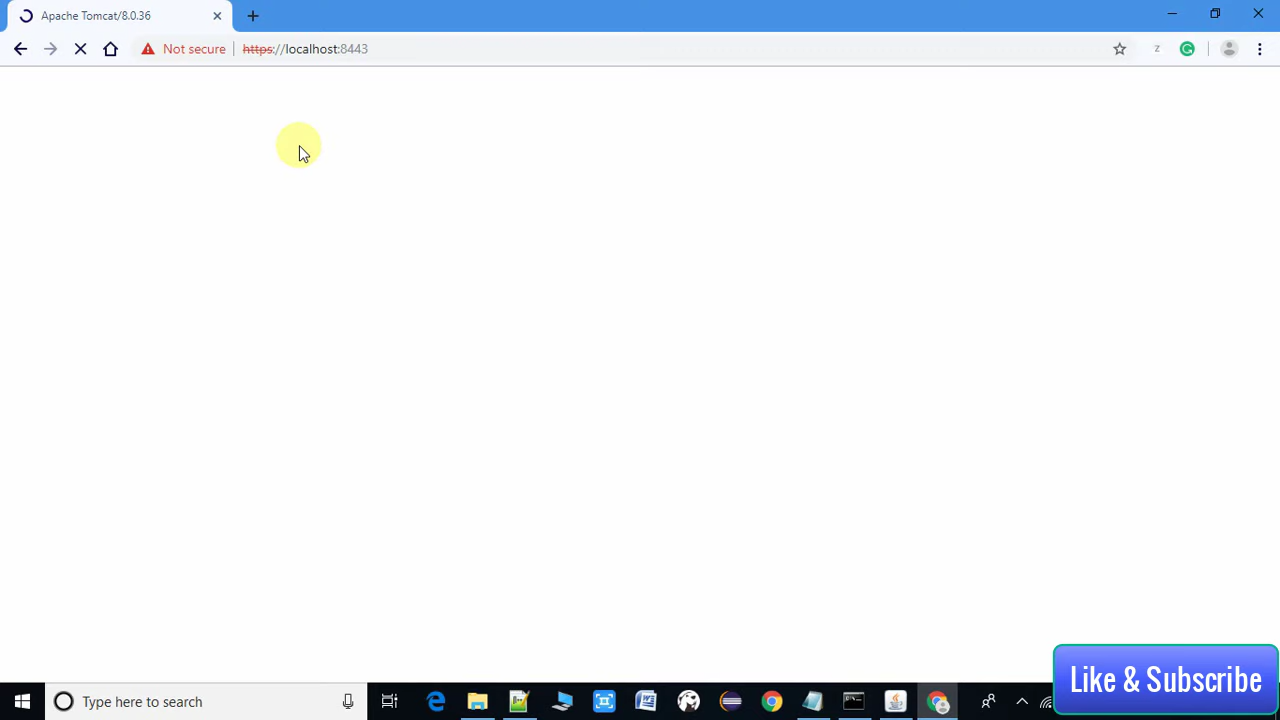 Apache Tomcat/8.0.36
Not secure
https://localhost:8443
Z
Type here to search
Like & Subscribe